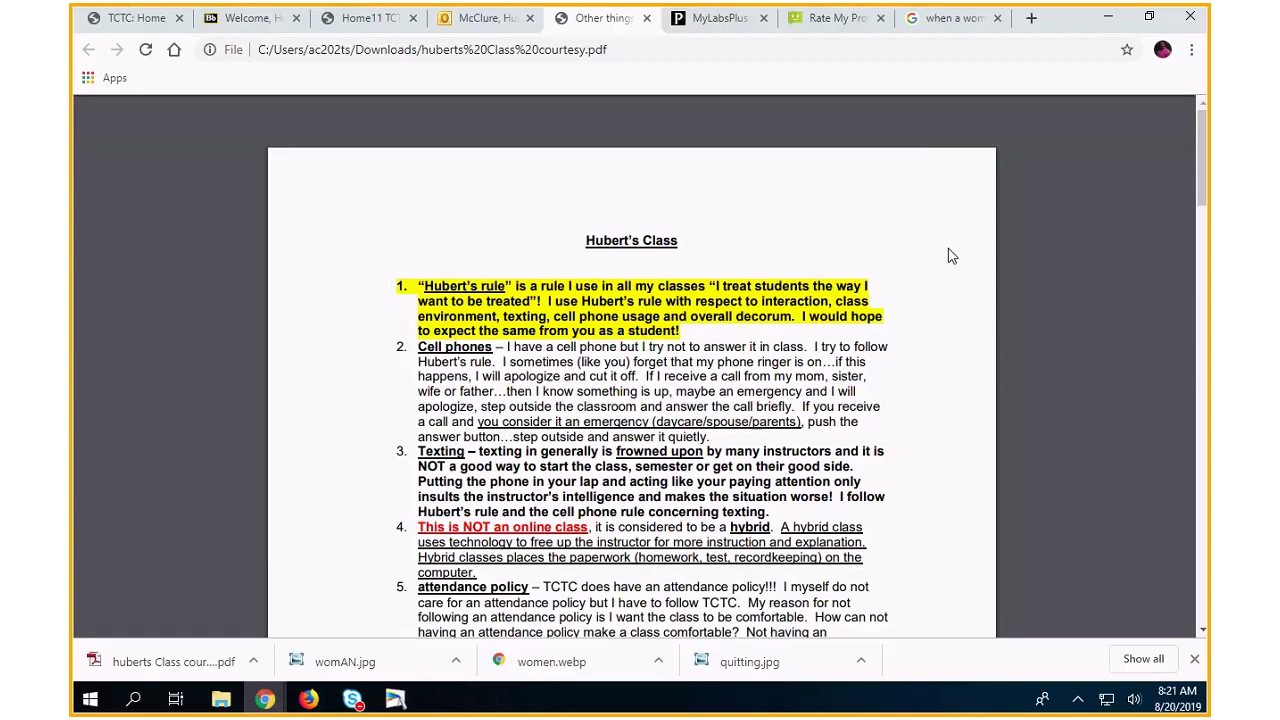 TCTC: Home
Welcome, H
Home11 TCT
McClure, Hu
Other things
MyLabsPlus
Rate My Pro
when a wom
File C:/Users/ac202ts/Downloads/huberts%20Class%20courtesy.pdf
Apps
Hubert's Class
1. "Hubert's rule" is a rule I use in all my classes "I treat students the way I
want to be treated"! I use Hubert's rule with respect to interaction, class
environment, texting, cell phone usage and overall decorum. I would hope
to expect the same from you as a student!
2. Cell phones – I have a cell phone but I try not to answer it in class. I try to follow
Hubert's rule. I sometimes (like you) forget that my phone ringer is on…if this
happens, I will apologize and cut it off. If I receive a call from my mom, sister,
wife or father…then I know something is up, maybe an emergency and I will
apologize, step outside the classroom and answer the call briefly. If you receive
a call and you consider it an emergency (daycare/spouse/parents), push the
answer button…step outside and answer it quietly.
3. Texting – texting in generally is frowned upon by many instructors and it is
NOT a good way to start the class, semester or get on their good side.
Putting the phone in your lap and acting like your paying attention only
insults the instructor's intelligence and makes the situation worse! I follow
Hubert's rule and the cell phone rule concerning texting.
4. This is NOT an online class, it is considered to be a hybrid. A hybrid class
uses technology to free up the instructor for more instruction and explanation.
Hybrid classes places the paperwork (homework, test, recordkeeping) on the
computer.
5. attendance policy – TCTC does have an attendance policy!!! I myself do not
care for an attendance policy but I have to follow TCTC. My reason for not
following an attendance policy is I want the class to be comfortable. How can not
having an attendance policy make a class comfortable? Not having an
huberts Class cour....pdf
womAN.jpg
women.webp
quitting.jpg
Show all
8:21 AM
8/20/2019